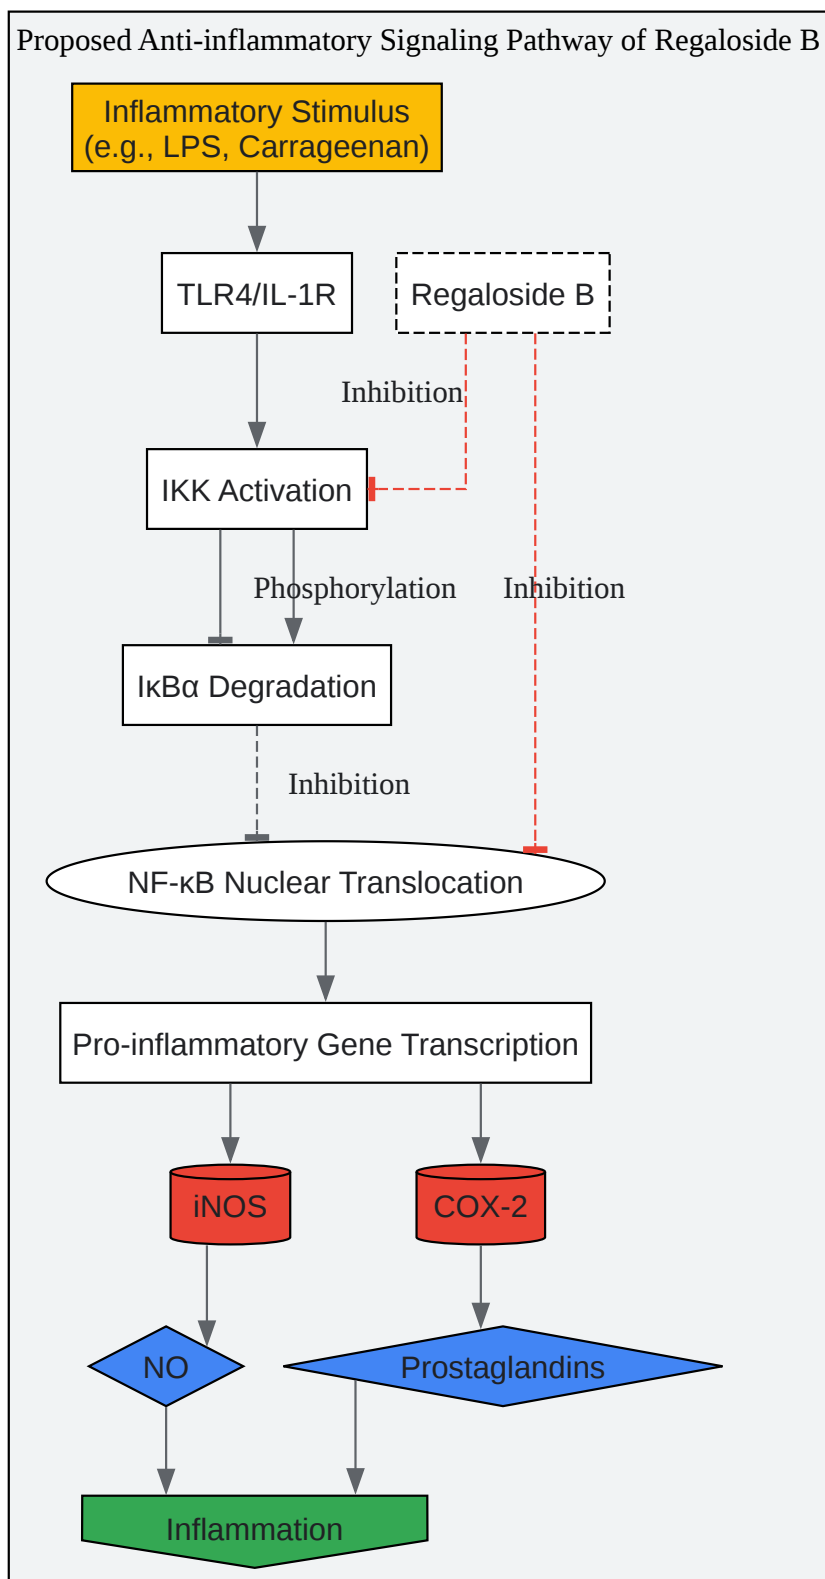 Proposed Anti-inflammatory Signaling Pathway of Regaloside B
Inflammatory Stimulus
(e.g., LPS, Carrageenan)
TLR4/IL-1R
Regaloside B
Inhibition
IKK Activation
Phosphorylation
Inhibition
IκBα Degradation
Inhibition
NF-κB Nuclear Translocation
Pro-inflammatory Gene Transcription
iNOS
COX-2
NO
Prostaglandins
Inflammation